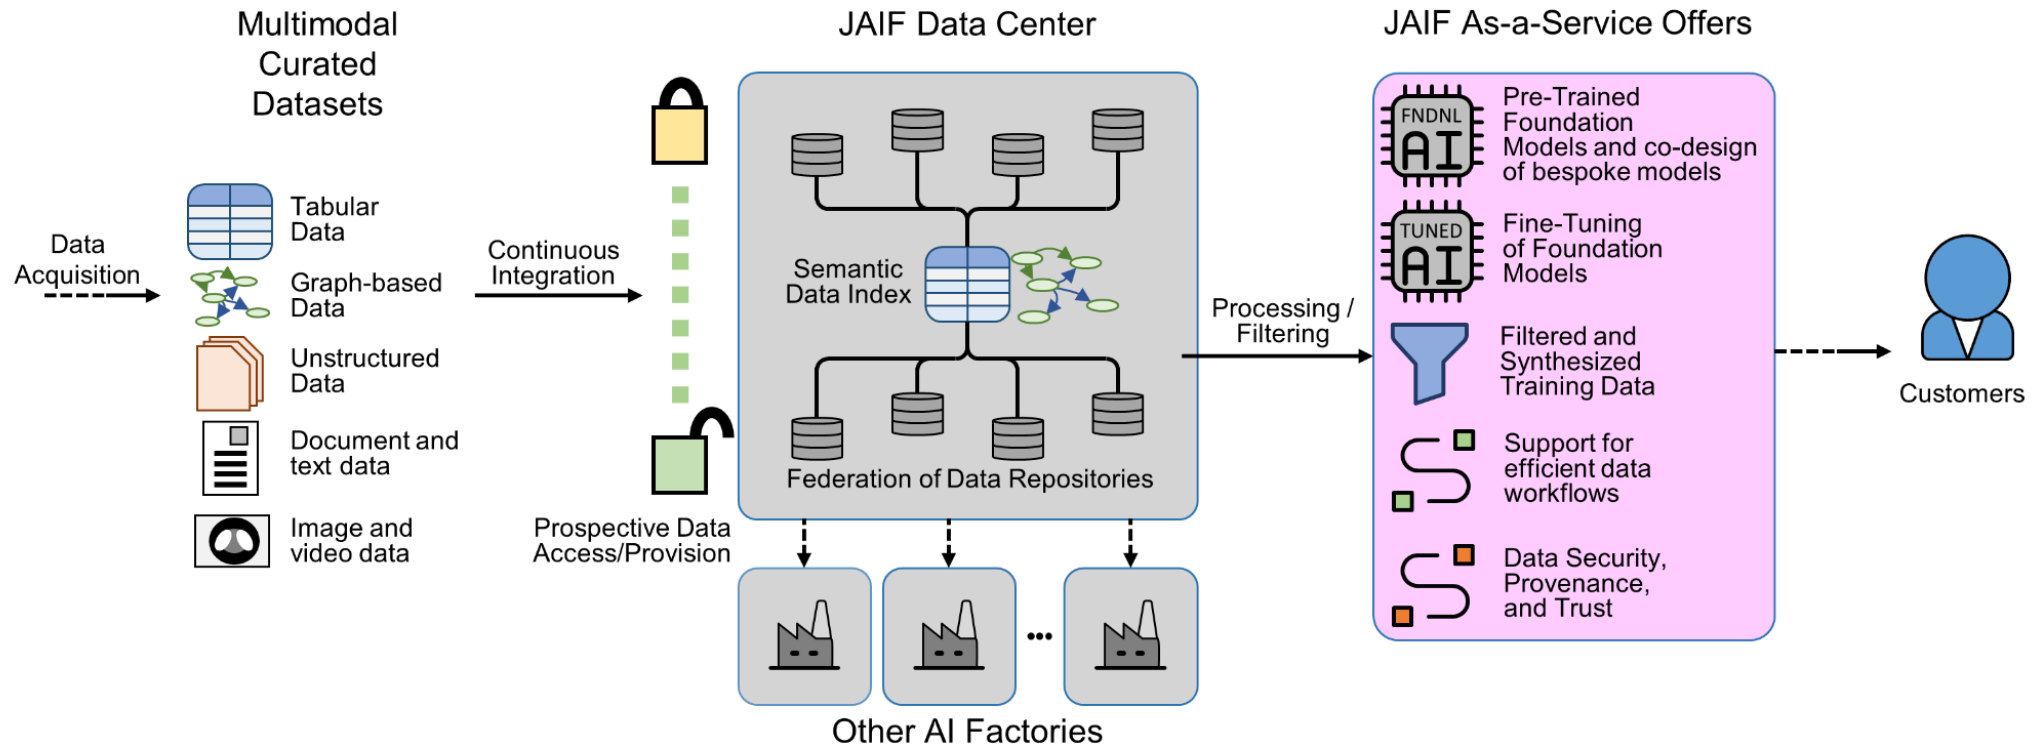 Multimodal
Curated
Datasets
JAIF Data Center
JAIF As-a-Service Offers
Data
Acquisition
Tabular
Data
Graph-based
Data
Unstructured
Data
Document and
text data
Image and
video data
Continuous
Integration
Prospective Data
Access/Provision
Semantic
Data Index
Federation of Data Repositories
Other AI Factories
Processing /
Filtering
FNDNL
AI
Pre-Trained
Foundation
Models and co-design
of bespoke models
TUNED
AI
Fine-Tuning
of Foundation
Models
Filtered and
Synthesized
Training Data
Support for
efficient data
workflows
Data Security,
Provenance,
and Trust
Customers